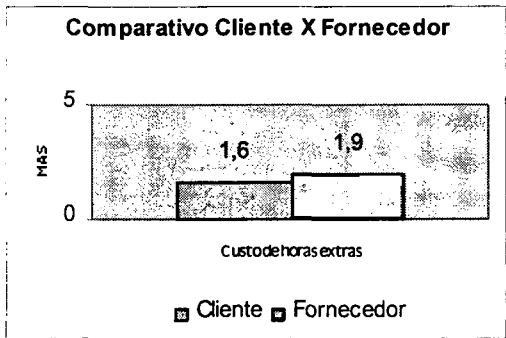 Comparativo Cliente X Fornecedor
5
1,6 1,9
MAS
0
Custo de horas extras
Cliente Fornecedor